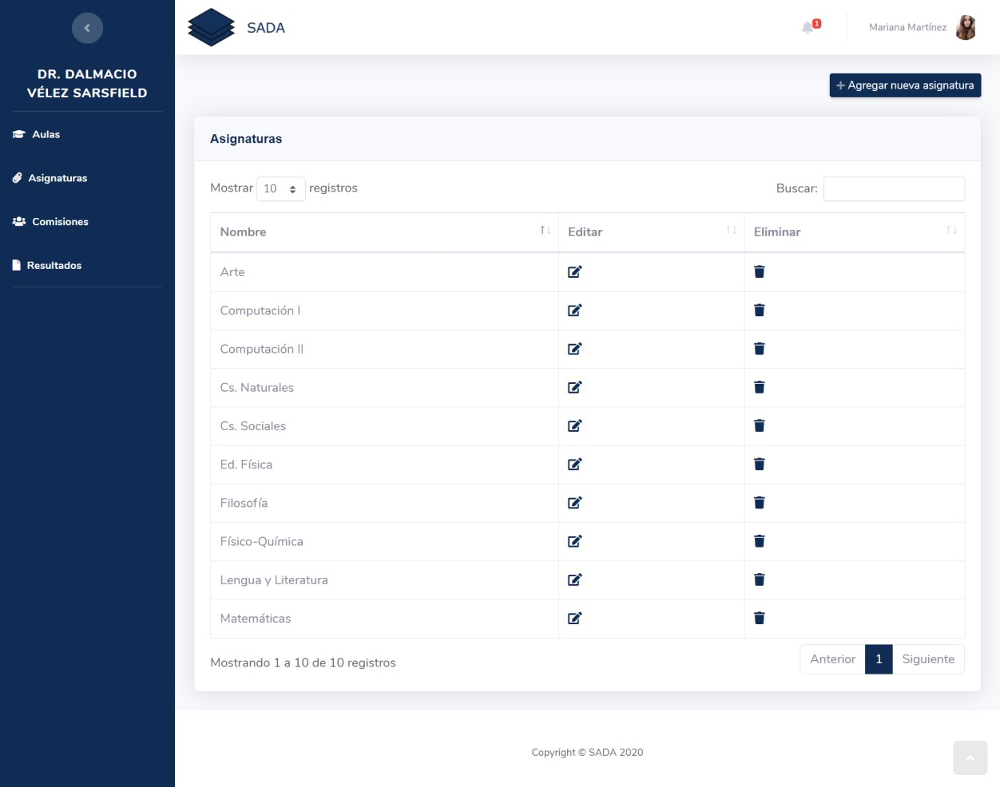 DR. DALMACIO
VÉLEZ SARSFIELD
Aulas
Asignaturas
Comisiones
Resultados
SADA
1
Mariana Martínez
+ Agregar nueva asignatura
Asignaturas
Mostrar 10 registros
Buscar:
Nombre Editar Eliminar
Arte
Computación I
Computación II
Cs. Naturales
Cs. Sociales
Ed. Física
Filosofía
Físico-Química
Lengua y Literatura
Matemáticas
Mostrando 1 a 10 de 10 registros
Anterior 1 Siguiente
Copyright © SADA 2020